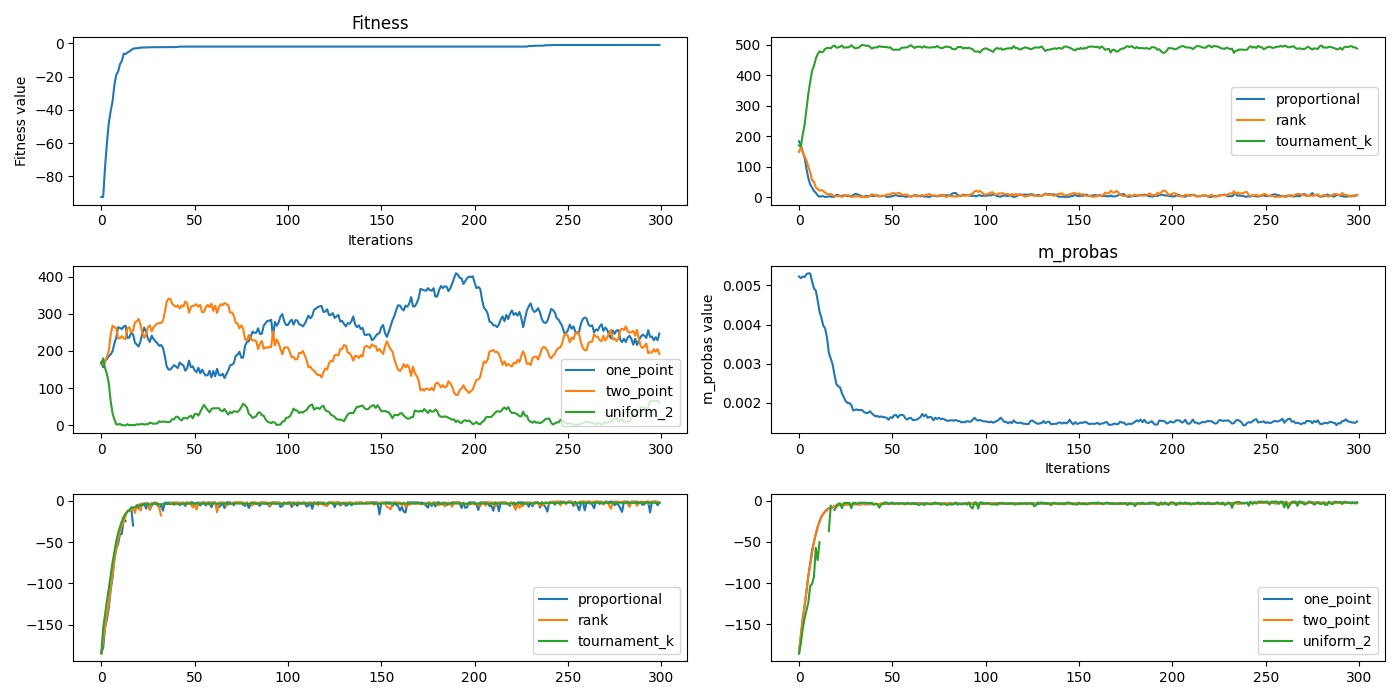 Fitness
Fitness value
0
−20
−40
−60
−80
0 50 100 150 200 250 300
Iterations
500
400
300
200
100
0
proportional
rank
tournament_k
0 50 100 150 200 250 300
400
300
200
100
0
one_point
two_point
uniform_2
0 50 100 150 200 250 300
m_probas
m_probas value
0.005
0.004
0.003
0.002
0 50 100 150 200 250 300
Iterations
0
−50
−100
−150
proportional
rank
tournament_k
0 50 100 150 200 250 300
0
−50
−100
−150
one_point
two_point
uniform_2
0 50 100 150 200 250 300